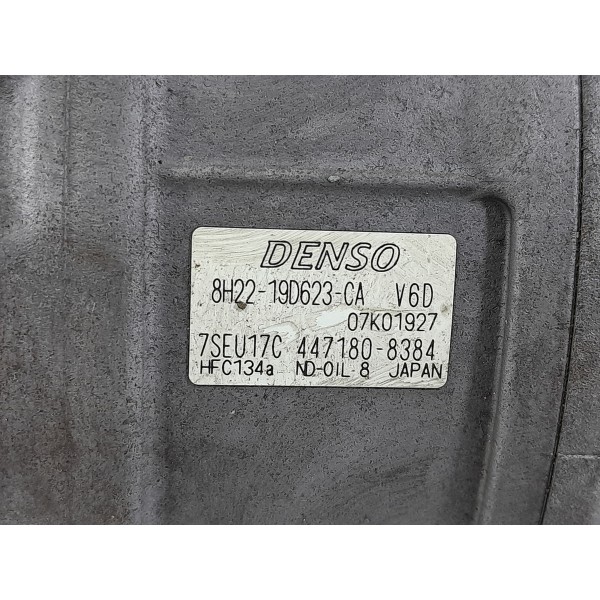 DENSO
8H22-19D623-CA V6D
07K01927
7SEU17C 447180-8384
HFC134a ND-OIL 8 JAPAN